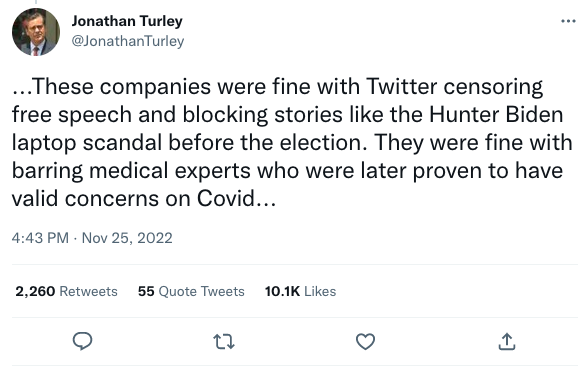 Jonathan Turley
@JonathanTurley
...These companies were fine with Twitter censoring
free speech and blocking stories like the Hunter Biden
laptop scandal before the election. They were fine with
barring medical experts who were later proven to have
valid concerns on Covid...
4:43 PM · Nov 25, 2022
2,260 Retweets 55 Quote Tweets 10.1K Likes